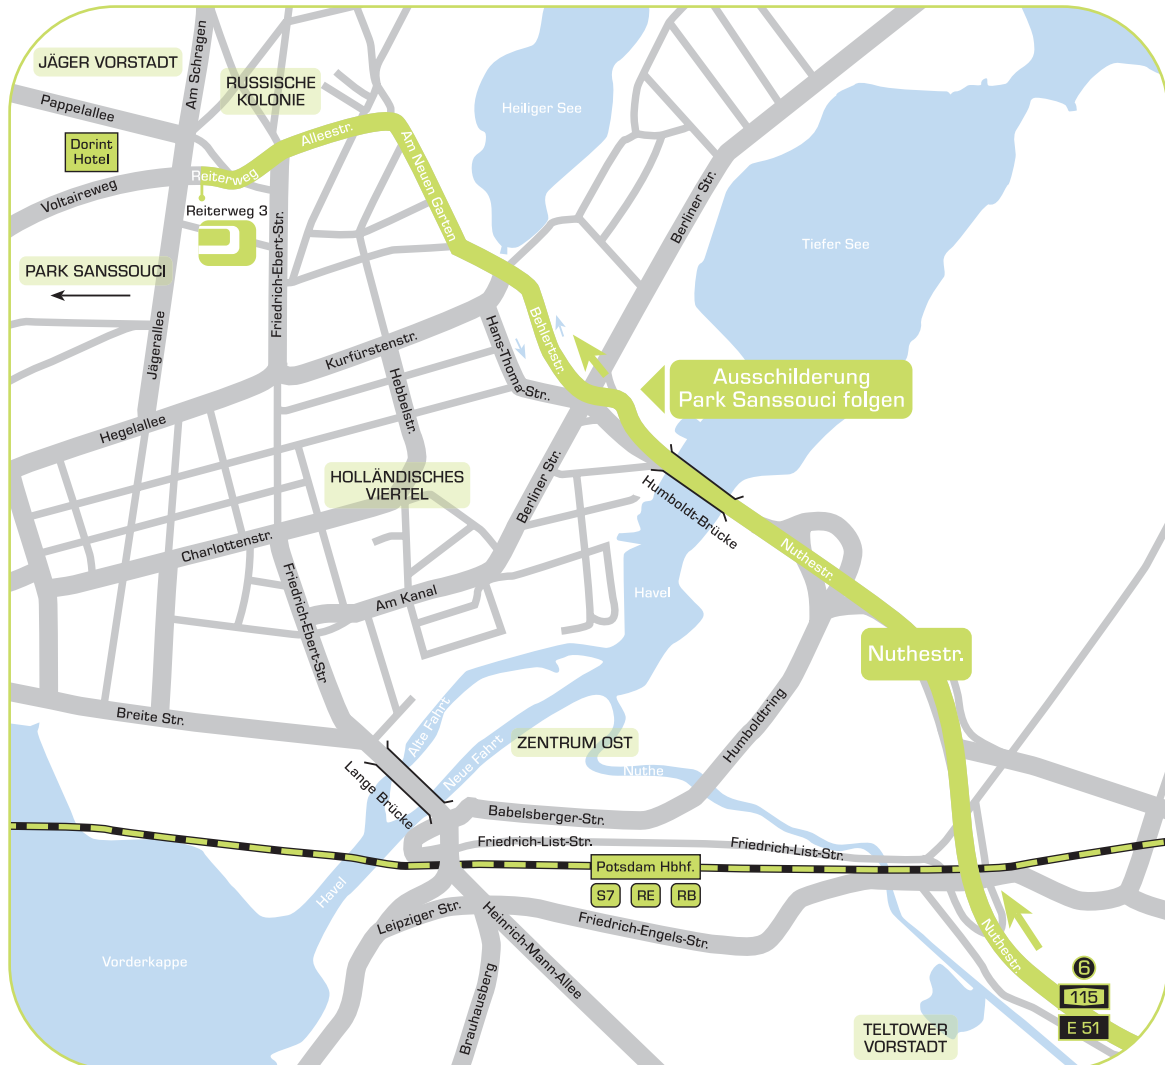 JÄGER VORSTADT
Am Schragen
RUSSISCHE
KOLONIE
Heiliger See
Pappelallee
Dorint
Hotel
Alleestr.
Am Neuen Garten
Reiterweg
Voltaireweg
Reiterweg 3
Friedrich-Ebert-Str.
Berliner Str.
Tiefer See
PARK SANSSOUCI
Jägerallee
Kurfürstenstr.
Hans-Thoma-Str.
Behlertstr.
Ausschilderung
Park Sanssouci folgen
Hebbelstr.
Hegelallee
HOLLÄNDISCHES
VIERTEL
Berliner Str.
Humboldt-Brücke
Charlottenstr.
Nuthestr.
Friedrich-Ebert-Str
Am Kanal
Havel
Nuthestr.
Breite Str.
Alte Fahrt
Neue Fahrt
ZENTRUM OST
Humboldtring
Nuthe
Lange Brücke
Babelsberger-Str.
Friedrich-List-Str.
Friedrich-List-Str.
Potsdam Hbhf.
S7
RE
RB
Havel
Leipziger Str.
Heinrich-Mann-Allee
Friedrich-Engels-Str.
Nuthestr.
Vorderkappe
Brauhausberg
6
115
E 51
TELTOWER
VORSTADT